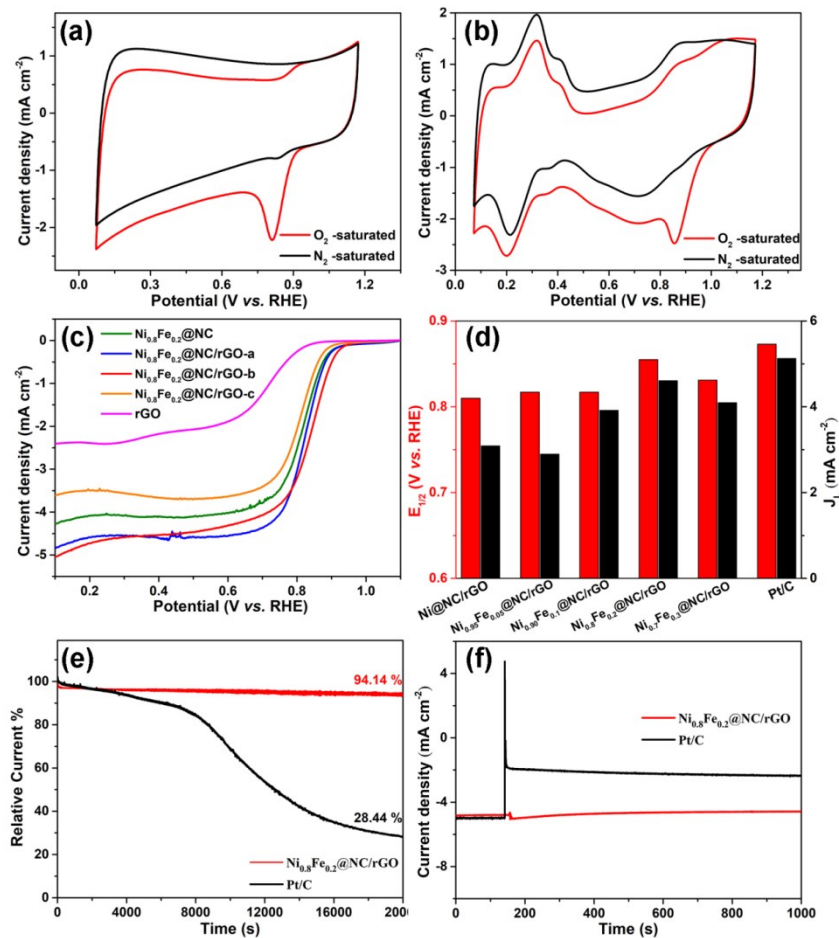 (a)
Current density (mA cm⁻²)
1
0
-1
-2
0.0 0.3 0.6 0.9 1.2
Potential (V vs. RHE)
O₂ -saturated
N₂ -saturated
(b)
Current density (mA cm⁻²)
2
1
0
-1
-2
-3
0.0 0.2 0.4 0.6 0.8 1.0 1.2
Potential (V vs. RHE)
O₂ -saturated
N₂ -saturated
(c)
Current density (mA cm⁻²)
0
-1
-2
-3
-4
-5
0.2 0.4 0.6 0.8 1.0
Potential (V vs. RHE)
Ni₀.₈Fe₀.₂@NC
Ni₀.₈Fe₀.₂@NC/rGO-a
Ni₀.₈Fe₀.₂@NC/rGO-b
Ni₀.₈Fe₀.₂@NC/rGO-c
rGO
(d)
E₁/₂ (V vs. RHE)
0.9
0.8
0.7
0.6
J_L (mA cm⁻²)
6
4
2
0
Ni@NC/rGO
Ni₀.₉₅Fe₀.₀₅@NC/rGO
Ni₀.₉₀Fe₀.₁@NC/rGO
Ni₀.₈Fe₀.₂@NC/rGO
Ni₀.₇Fe₀.₃@NC/rGO
Pt/C
(e)
Relative Current %
100
80
60
40
20
0
0 4000 8000 12000 16000 2000
Time (s)
94.14 %
28.44 %
Ni₀.₈Fe₀.₂@NC/rGO
Pt/C
(f)
Current density (mA cm⁻²)
4
0
-4
-8
0 200 400 600 800 1000
Time (s)
Ni₀.₈Fe₀.₂@NC/rGO
Pt/C